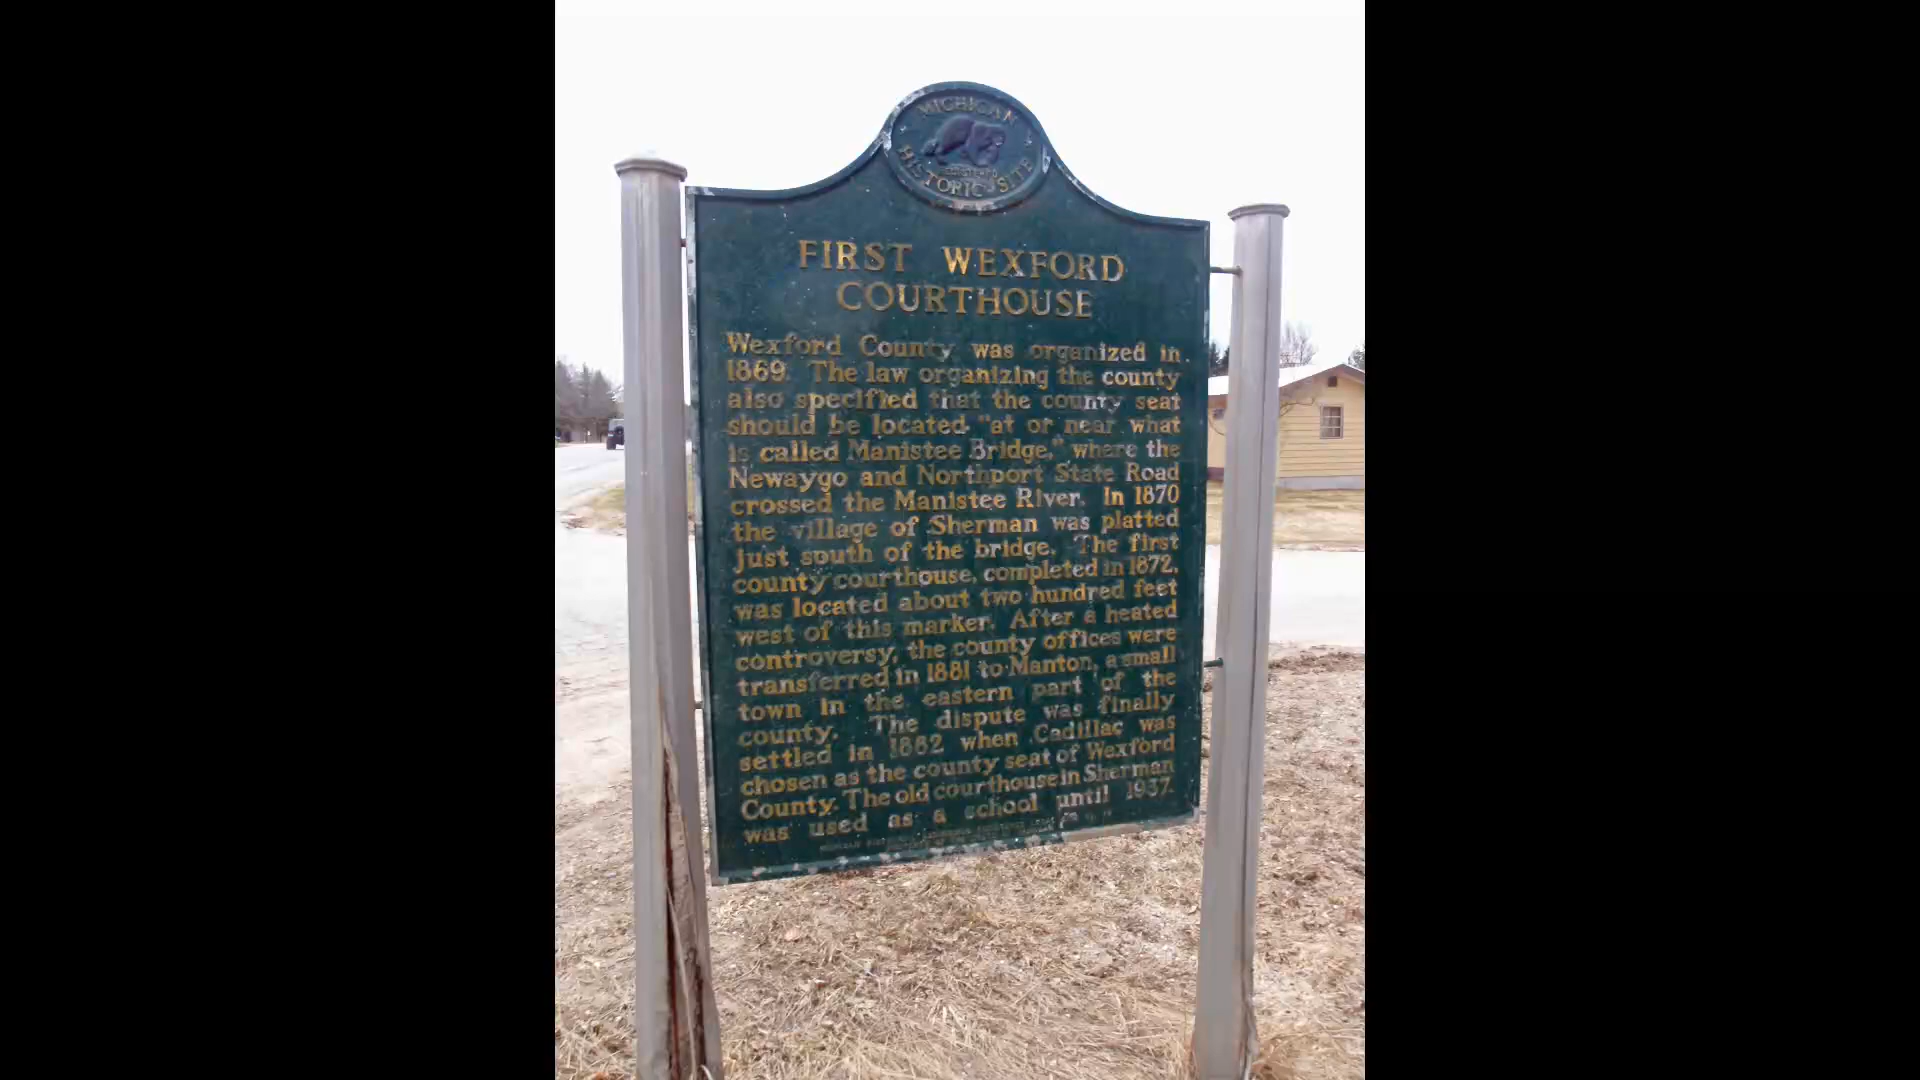 MICHIGAN
REGISTERED
HISTORIC SITE
FIRST WEXFORD
COURTHOUSE
Wexford County was organized in
1869. The law organizing the county
also specified that the county seat
should be located "at or near what
is called Manistee Bridge," where the
Newaygo and Northport State Road
crossed the Manistee River. In 1870
the village of Sherman was platted
just south of the bridge. The first
county courthouse, completed in 1872,
was located about two hundred feet
west of this marker. After a heated
controversy, the county offices were
transferred in 1881 to Manton, a small
town in the eastern part of the
county. The dispute was finally
settled in 1882 when Cadillac was
chosen as the county seat of Wexford
County. The old courthouse in Sherman
was used as a school until 1937.